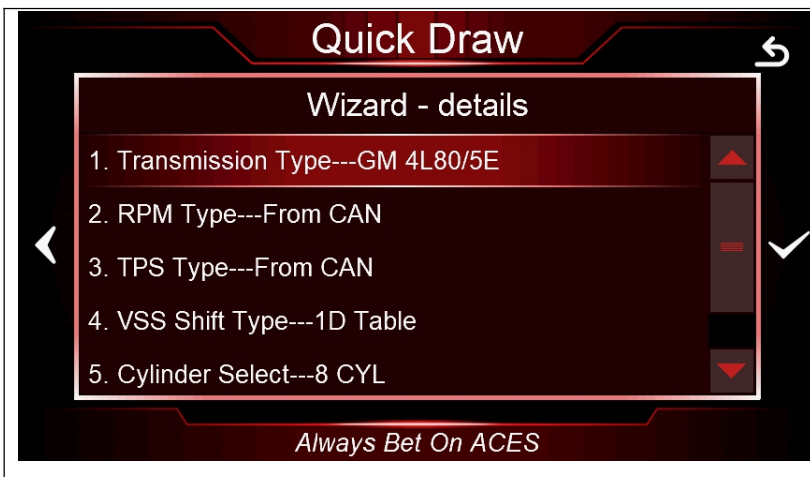 Quick Draw
Wizard - details
1. Transmission Type---GM 4L80/5E
2. RPM Type---From CAN
3. TPS Type---From CAN
4. VSS Shift Type---1D Table
5. Cylinder Select---8 CYL
Always Bet On ACES